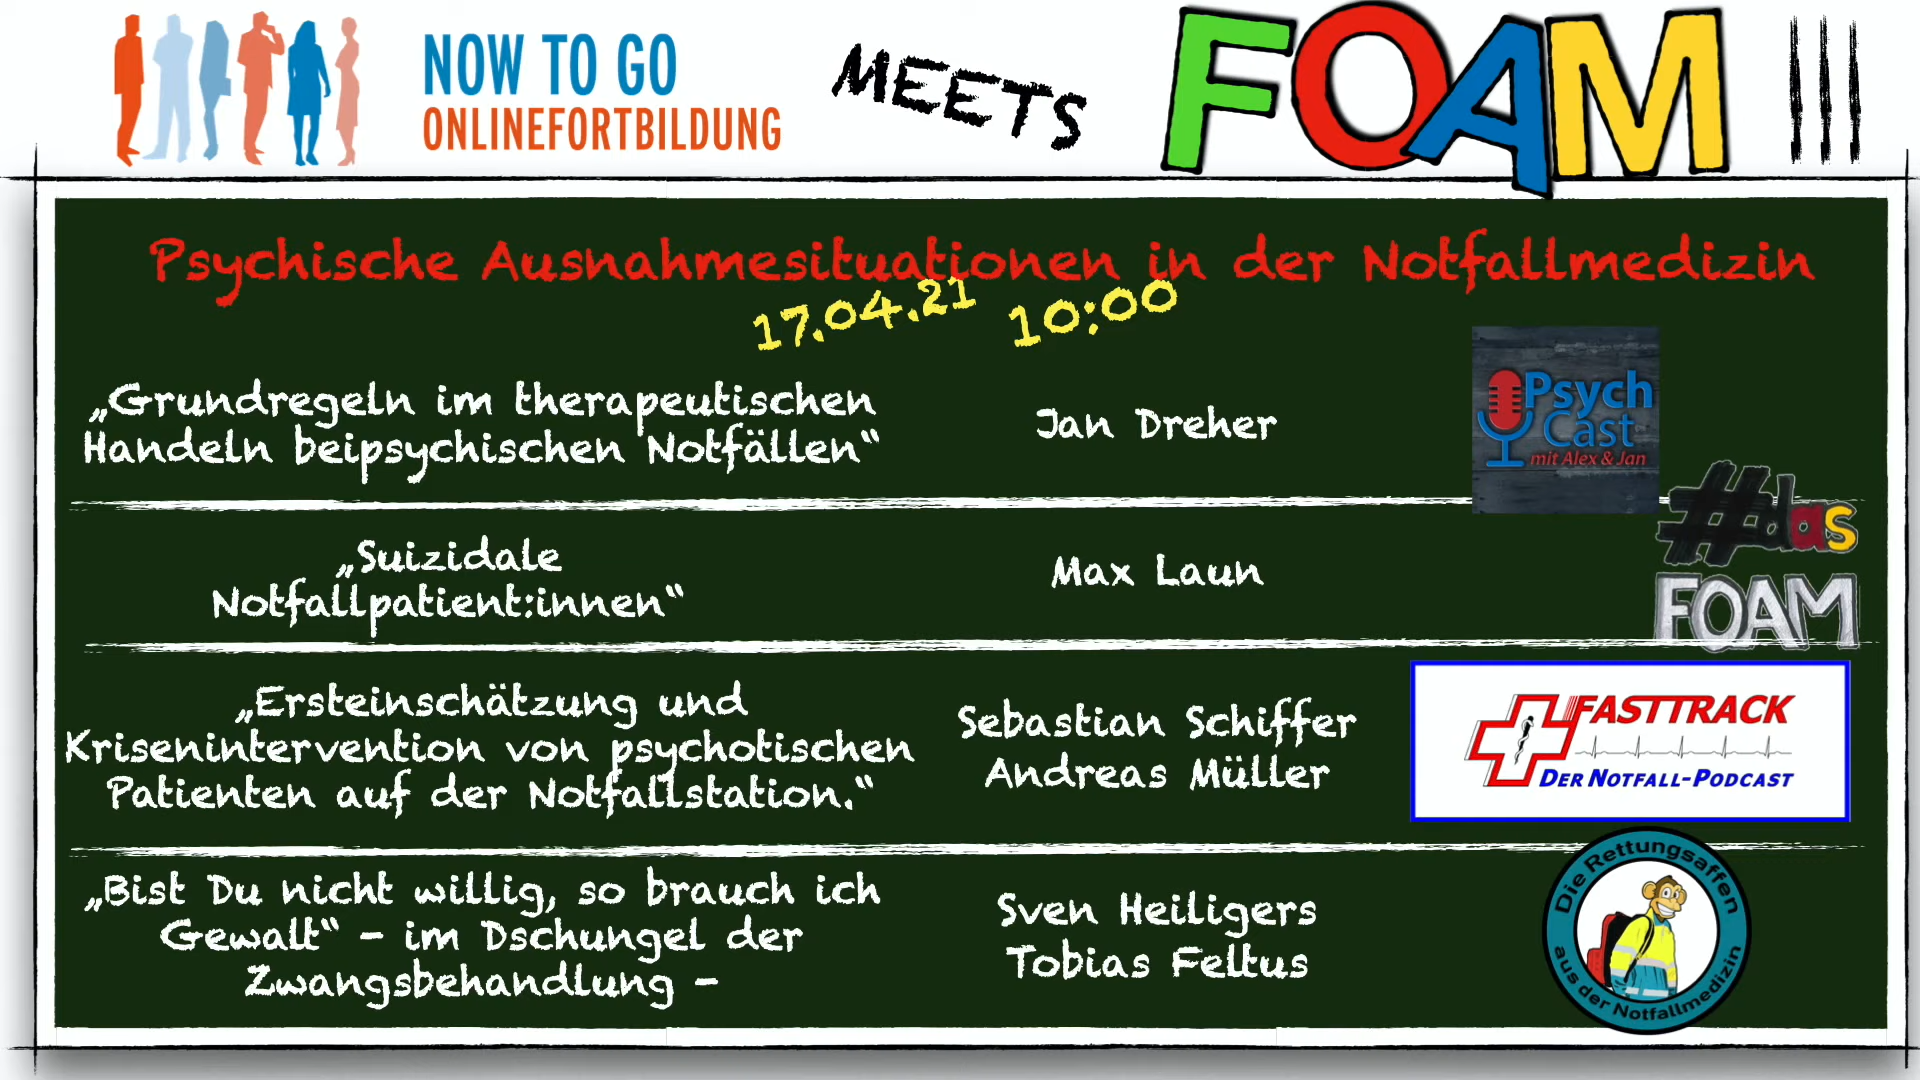 NOW TO GO
ONLINEFORTBILDUNG
MEETS
FOAM III
Psychische Ausnahmesituationen in der Notfallmedizin
17.04.21 10:00
„Grundregeln im therapeutischen
Handeln beipsychischen Notfällen“
Jan Dreher
Psych
Cast
mit Alex & Jan
„Suizidale
Notfallpatient:innen“
Max Laun
#das
FOAM
„Ersteinschätzung und
Krisenintervention von psychotischen
Patienten auf der Notfallstation.“
Sebastian Schiffer
Andreas Müller
FASTTRACK
DER NOTFALL-PODCAST
„Bist Du nicht willig, so brauch ich
Gewalt“ - im Dschungel der
Zwangsbehandlung -
Sven Heiligers
Tobias Feltus
Die Rettungsaffen
aus der Notfallmedizin